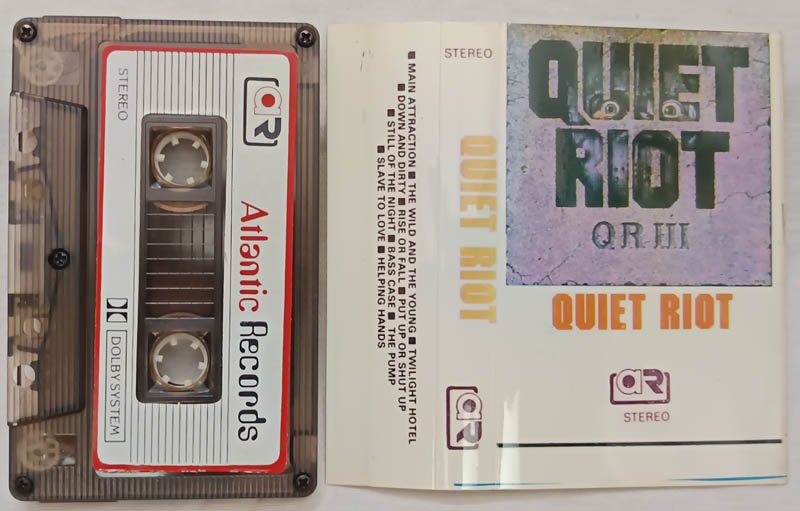 STEREO
aR
Atlantic Records
DOLBY SYSTEM
■ MAIN ATTRACTION ■ THE WILD AND THE YOUNG ■ TWILIGHT HOTEL
■ DOWN AND DIRTY ■ RISE OR FALL ■ PUT UP OR SHUT UP
■ STILL OF THE NIGHT ■ BASS CASE ■ THE PUMP
■ SLAVE TO LOVE ■ HELPING HANDS
STEREO
QUIET RIOT
aR
QUIET
RIOT
QR III
QUIET RIOT
aR
STEREO